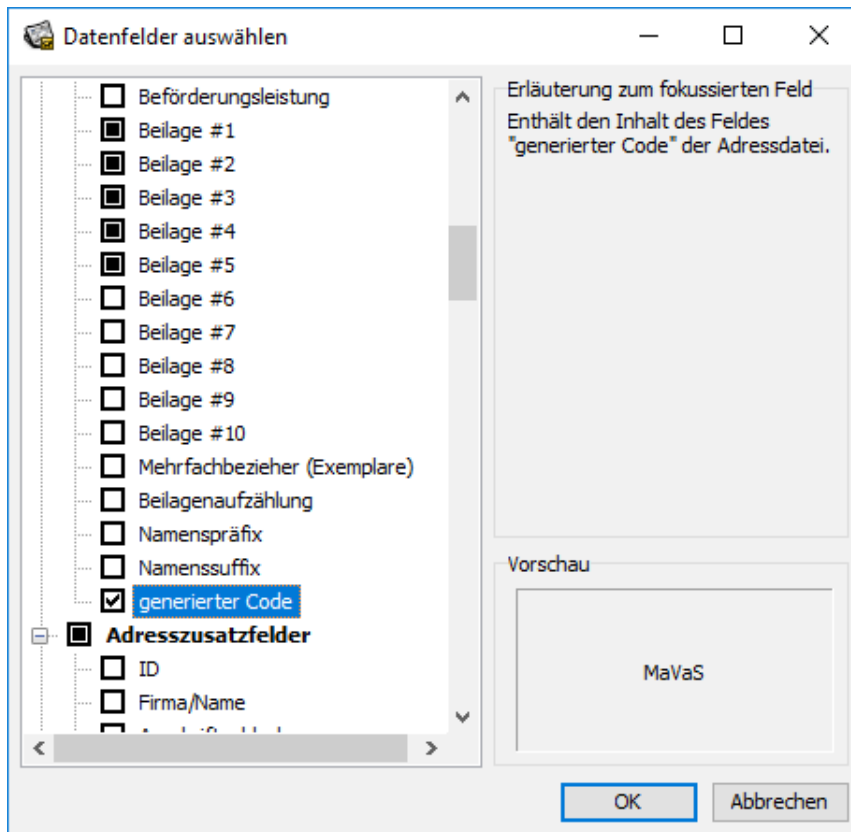 Datenfelder auswählen
Beförderungsleistung
Beilage #1
Beilage #2
Beilage #3
Beilage #4
Beilage #5
Beilage #6
Beilage #7
Beilage #8
Beilage #9
Beilage #10
Mehrfachbezieher (Exemplare)
Beilagenaufzählung
Namenspräfix
Namenssuffix
generierter Code
Adresszusatzfelder
ID
Firma/Name
Erläuterung zum fokussierten Feld
Enthält den Inhalt des Feldes
"generierter Code" der Adressdatei.
Vorschau
MaVaS
OK
Abbrechen